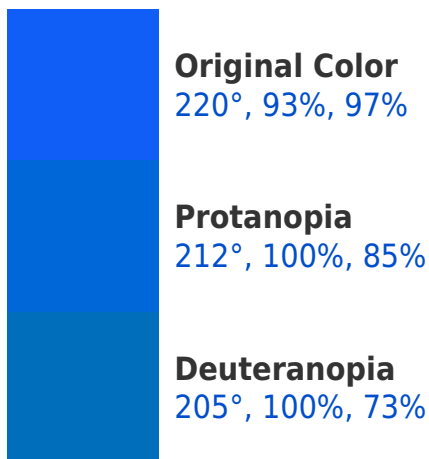 Original Color
220°, 93%, 97%
Protanopia
212°, 100%, 85%
Deuteranopia
205°, 100%, 73%